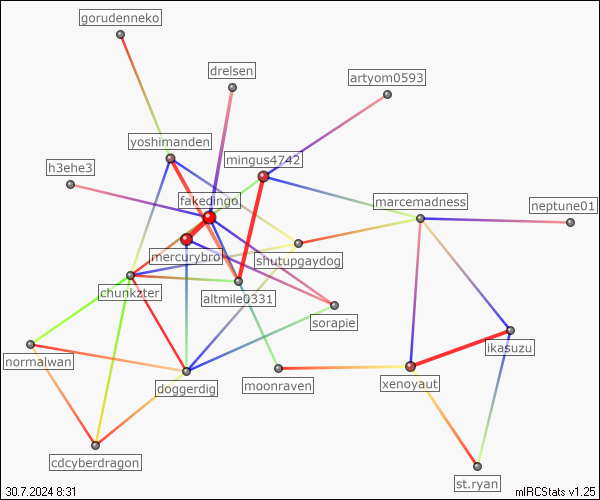 gorudenneko
drelsen
artyom0593
yoshimanden
mingus4742
h3ehe3
fakedingo
marcemadness
neptune01
mercurybro
shutupgaydog
chunkzter
altmile0331
sorapie
normalwan
ikasuzu
doggerdig
moonraven
xenoyaut
cdcyberdragon
st.ryan
30.7.2024 8:31
mIRCStats v1.25